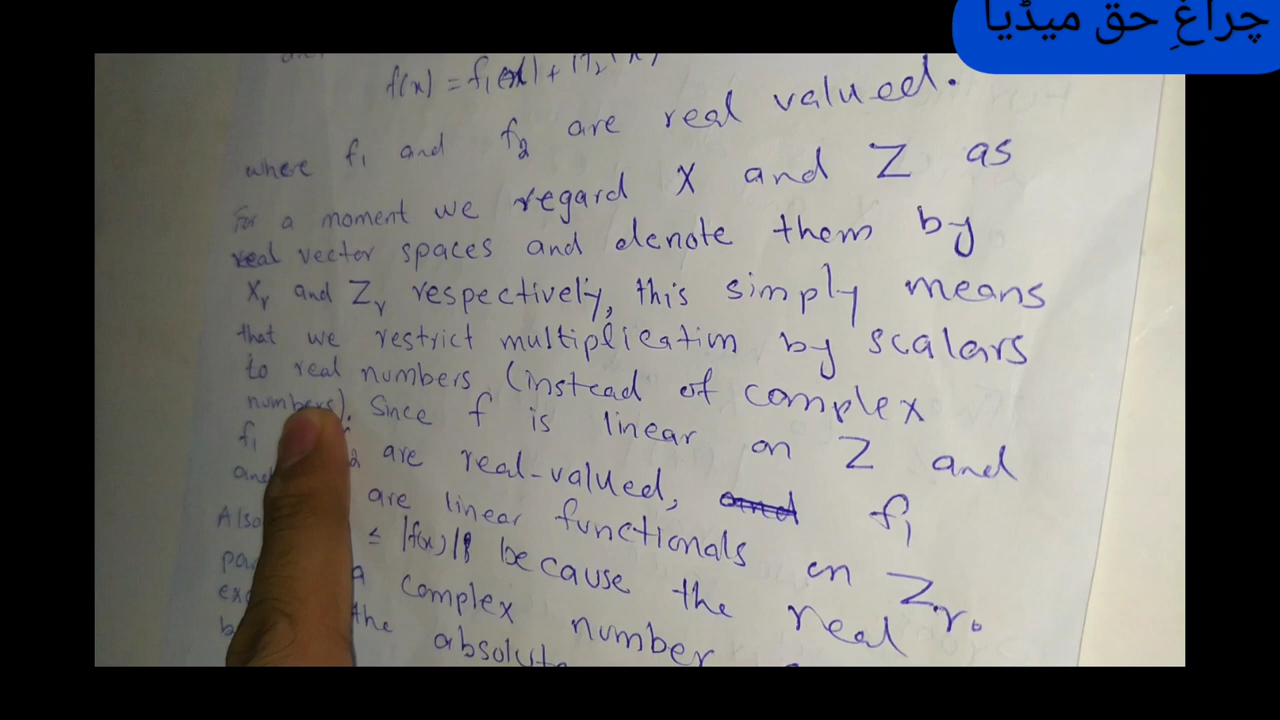 چراغِ حق میڈیا
f(x) = f₁(x) +
where f₁ and f₂ are real valued.
For a moment we regard X and Z as
real vector spaces and denote them by
Xᵣ and Zᵣ respectively, this simply means
that we restrict multiplication by scalars
to real numbers (instead of complex
numbers). Since f is linear on Z and
f₁ 2 are real-valued, f₁
and are linear functionals on Zᵣ.
Also ≤ |f(x)| because the real
a complex number
the absolute